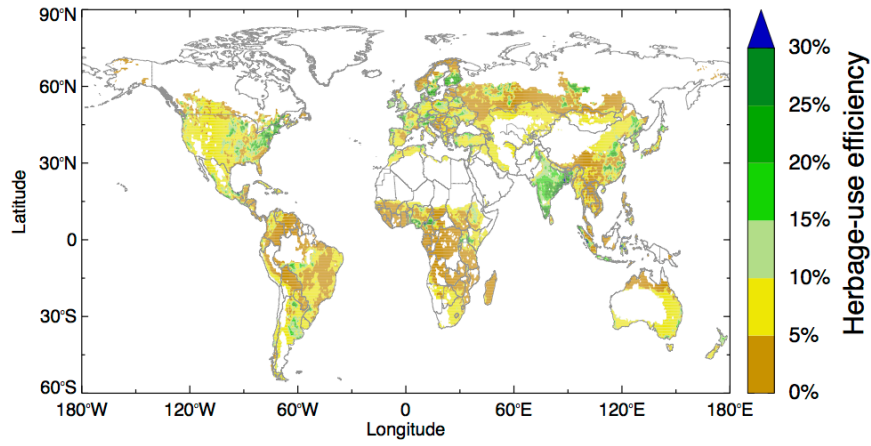 90°N
60°N
30°N
0
30°S
60°S
Latitude
180°W
120°W
60°W
0
60°E
120°E
180°E
Longitude
30%
25%
20%
15%
10%
5%
0%
Herbage-use efficiency